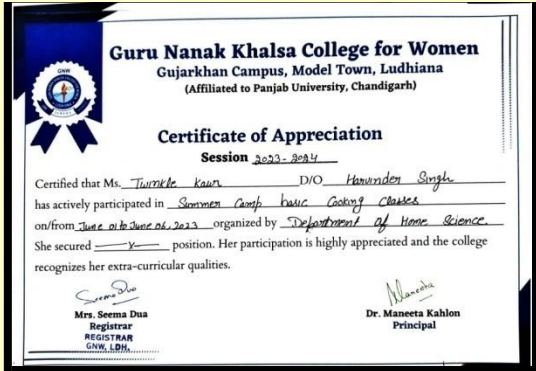 Guru Nanak Khalsa College for Women
Gujarkhan Campus, Model Town, Ludhiana
(Affiliated to Panjab University, Chandigarh)
GNW
Certificate of Appreciation
Session 2023-2024
Certified that Ms. Twinkle Kaur D/O Harvinder Singh
has actively participated in Summer Camp basic Cooking Classes
on/from June 01 to June 06, 2023 organized by Department of Home Science.
She secured —x— position. Her participation is highly appreciated and the college
recognizes her extra-curricular qualities.
Seema Dua
Maneeta
Mrs. Seema Dua
Registrar
REGISTRAR
GNW, LDH.
Dr. Maneeta Kahlon
Principal